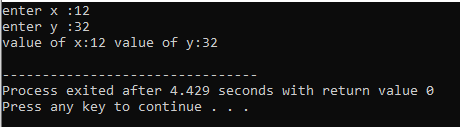 enter x :12
enter y :32
value of x:12 value of y:32
--------------------------------
Process exited after 4.429 seconds with return value 0
Press any key to continue . . .